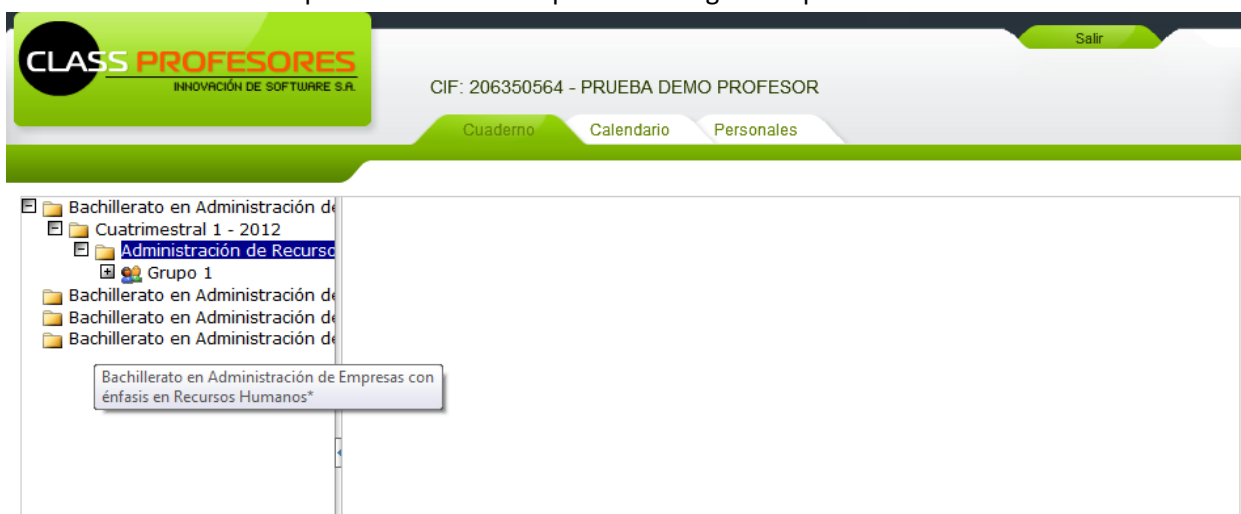 CLASS PROFESORES
INNOVACIÓN DE SOFTWARE S.A.
Salir
CIF: 206350564 - PRUEBA DEMO PROFESOR
Cuaderno Calendario Personales
Bachillerato en Administración de
Cuatrimestral 1 - 2012
Administración de Recurso
Grupo 1
Bachillerato en Administración de
Bachillerato en Administración de
Bachillerato en Administración de
Bachillerato en Administración de Empresas con
énfasis en Recursos Humanos*